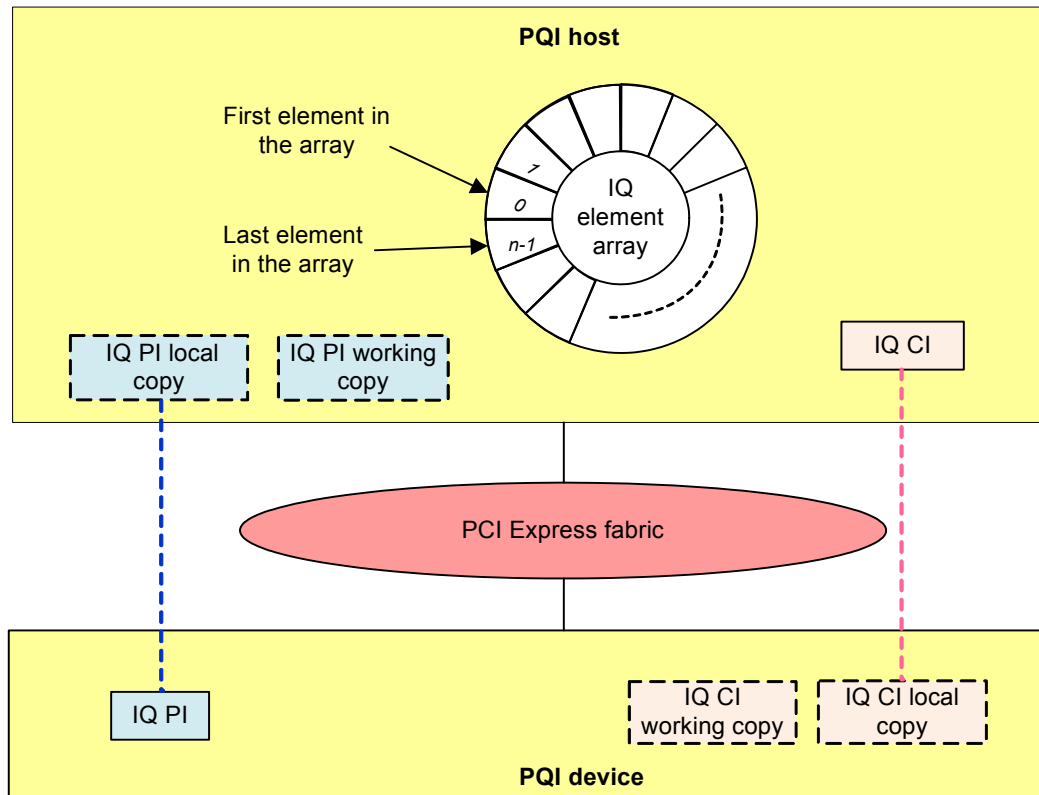 PQI host
First element in
the array
1
0
n-1
IQ
element
array
Last element
in the array
IQ PI local
copy
IQ PI working
copy
IQ CI
PCI Express fabric
IQ PI
IQ CI
working copy
IQ CI local
copy
PQI device